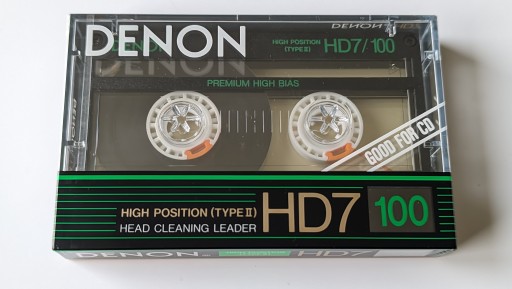 DENON
HIGH POSITION
(TYPE II)
HD7/100
PREMIUM HIGH BIAS
GOOD FOR CD
HIGH POSITION (TYPE II)
HEAD CLEANING LEADER
HD7
100
DENON
HD7